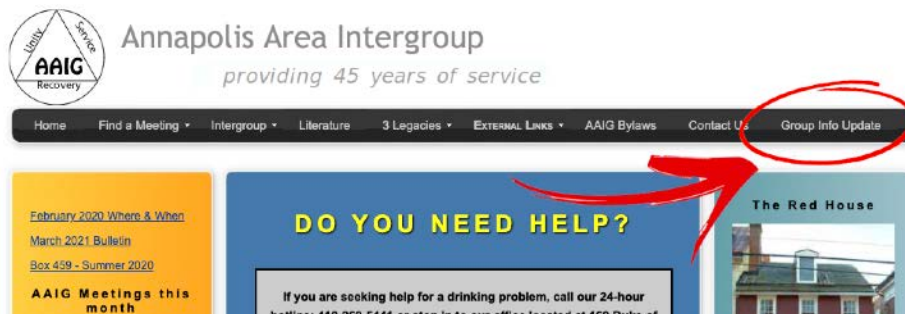 Unity
Service
AAIG
Recovery
Annapolis Area Intergroup
providing 45 years of service
Home
Find a Meeting
Intergroup
Literature
3 Legacies
EXTERNAL LINKS
AAIG Bylaws
Contact Us
Group Info Update
February 2020 Where & When
March 2021 Bulletin
Box 459 - Summer 2020
AAIG Meetings this
month
DO YOU NEED HELP?
If you are seeking help for a drinking problem, call our 24-hour
The Red House